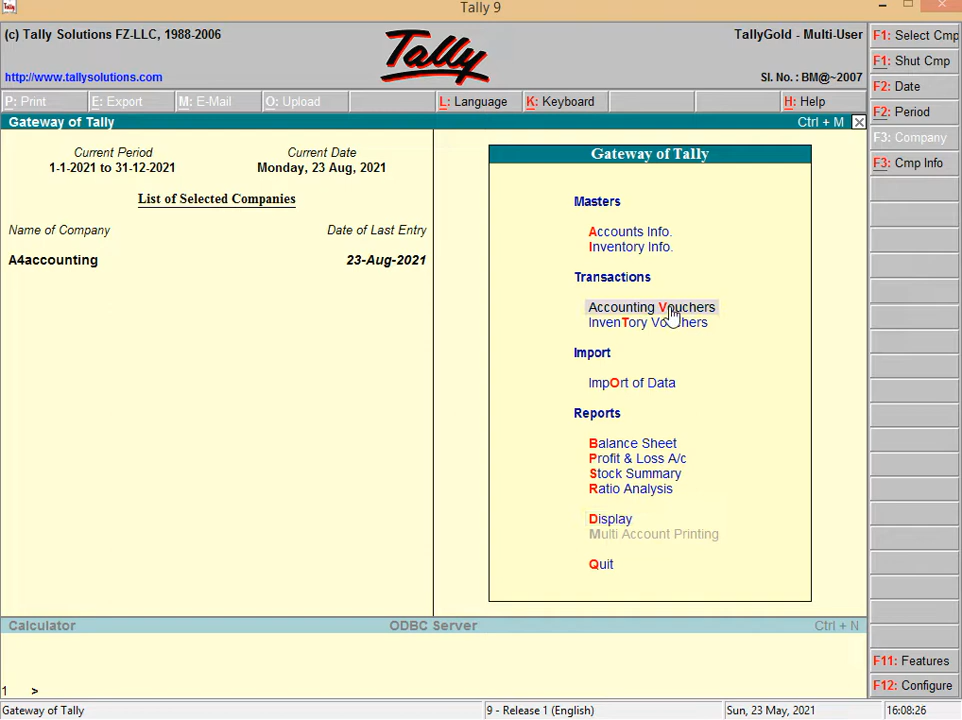 Tally 9
(c) Tally Solutions FZ-LLC, 1988-2006
http://www.tallysolutions.com
Tally
TallyGold - Multi-User
Sl. No.: BM@~2007
P: Print
E: Export
M: E-Mail
O: Upload
L: Language
K: Keyboard
H: Help
Gateway of Tally
Ctrl + M
Current Period
1-1-2021 to 31-12-2021
Current Date
Monday, 23 Aug, 2021
List of Selected Companies
Name of Company
Date of Last Entry
A4accounting
23-Aug-2021
Gateway of Tally
Masters
Accounts Info.
Inventory Info.
Transactions
Accounting Vouchers
InvenTory Vouchers
Import
ImpOrt of Data
Reports
Balance Sheet
Profit & Loss A/c
Stock Summary
Ratio Analysis
Display
Multi Account Printing
Quit
F1: Select Cmp
F1: Shut Cmp
F2: Date
F2: Period
F3: Company
F3: Cmp Info
F11: Features
F12: Configure
Calculator
ODBC Server
Ctrl + N
1 >
Gateway of Tally
9 - Release 1 (English)
Sun, 23 May, 2021
16:08:26